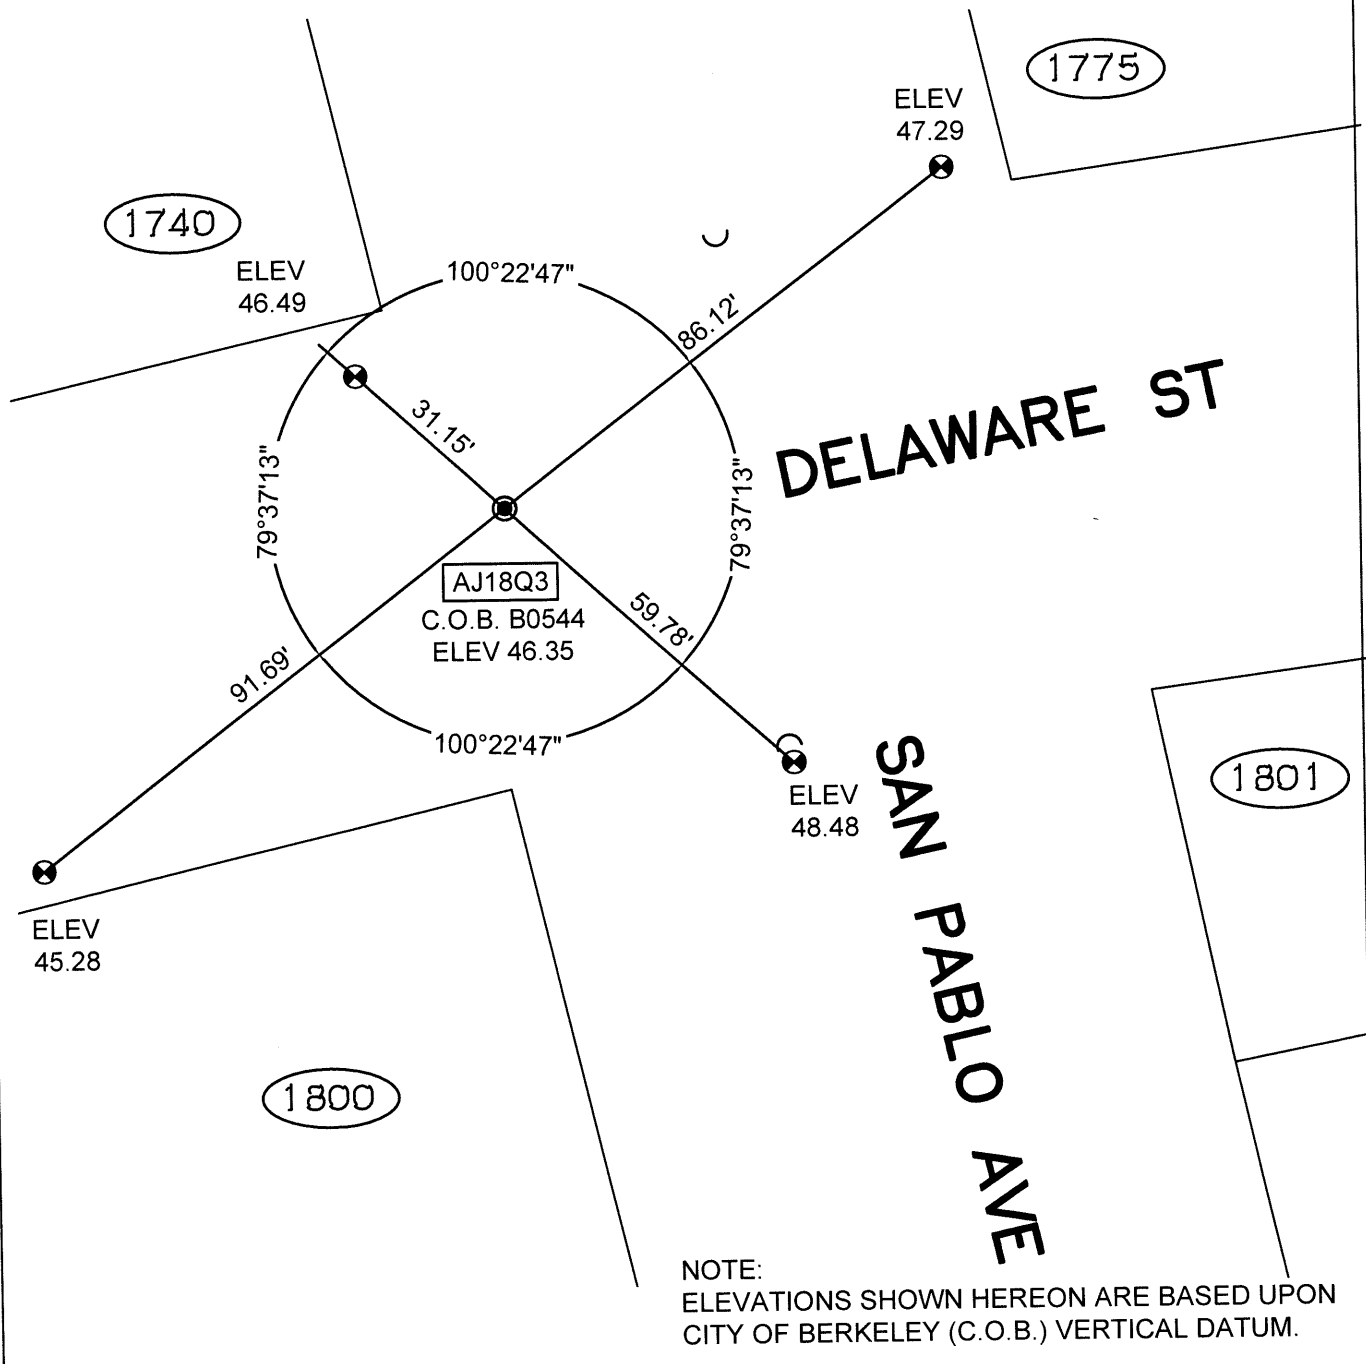 1775
ELEV
47.29
1740
ELEV
46.49
100°22'47"
86.12'
31.15'
DELAWARE ST
79°37'13"
79°37'13"
AJ18Q3
C.O.B. B0544
ELEV 46.35
59.78'
91.69'
100°22'47"
SAN PABLO AVE
1801
ELEV
48.48
ELEV
45.28
1800
NOTE:
ELEVATIONS SHOWN HEREON ARE BASED UPON
CITY OF BERKELEY (C.O.B.) VERTICAL DATUM.